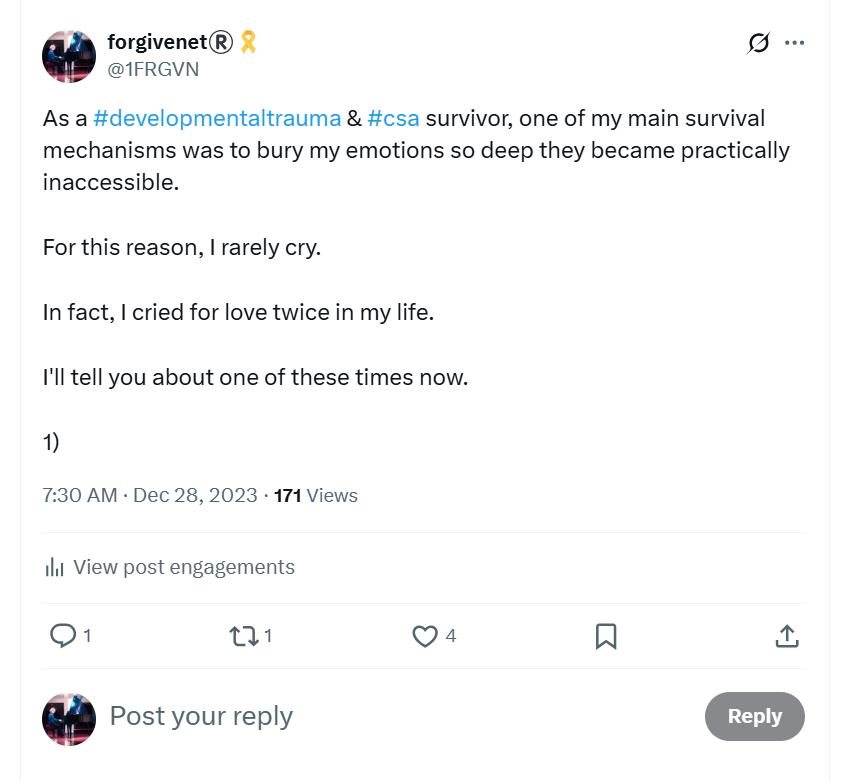 forgivenet®🎗
@1FRGVN
As a #developmentaltrauma & #csa survivor, one of my main survival
mechanisms was to bury my emotions so deep they became practically
inaccessible.
For this reason, I rarely cry.
In fact, I cried for love twice in my life.
I'll tell you about one of these times now.
1)
7:30 AM · Dec 28, 2023 · 171 Views
View post engagements
1 1 4
Post your reply Reply